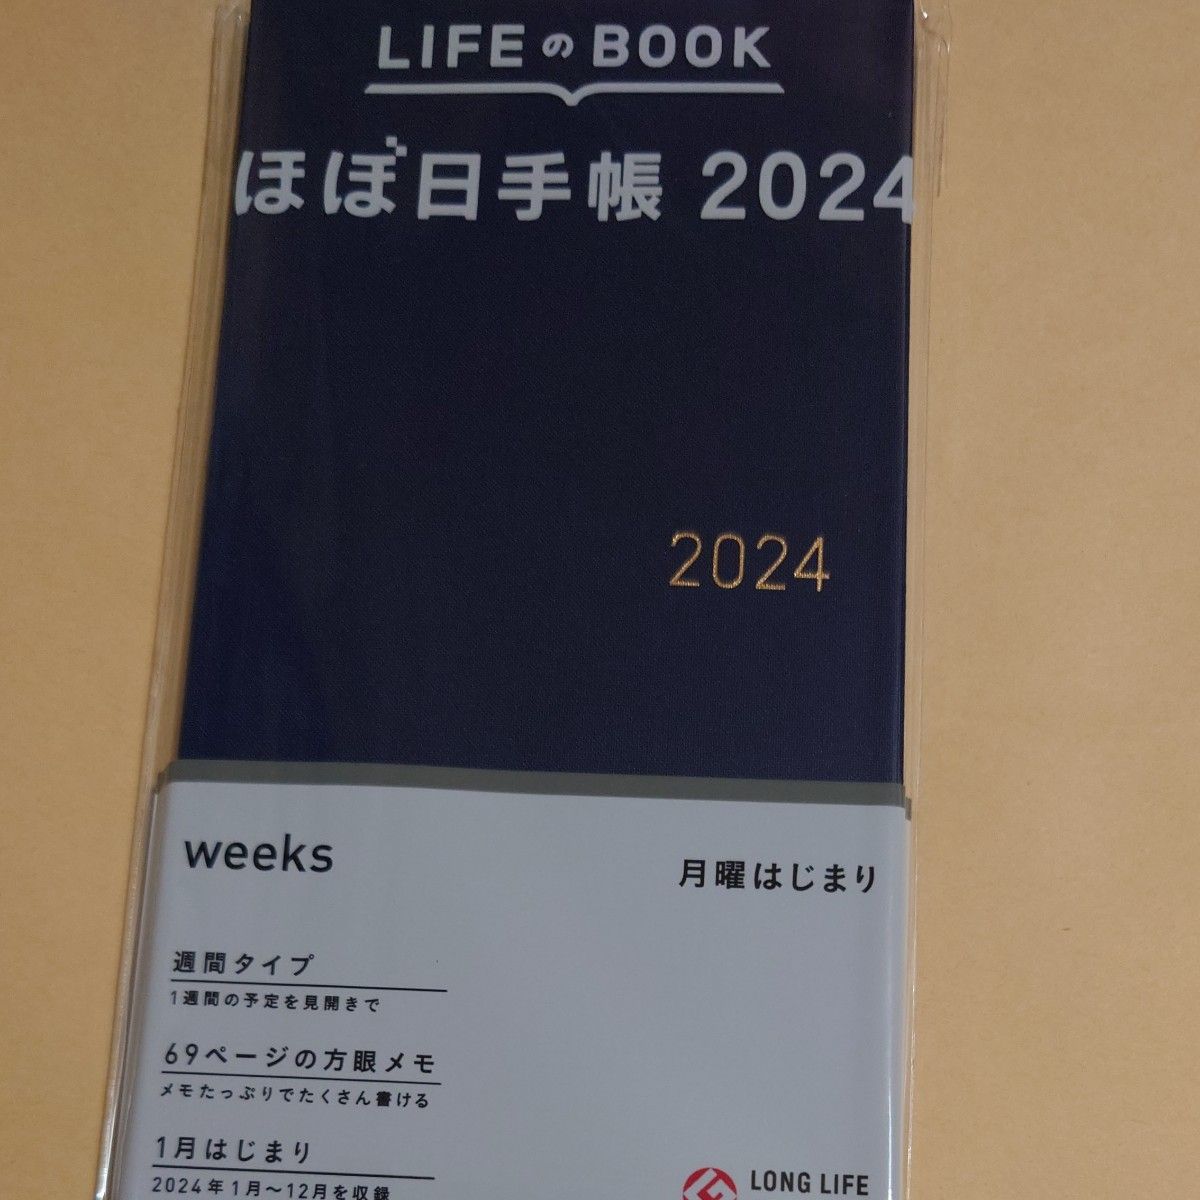 LIFEのBOOK
ほぼ日手帳 2024
2024
weeks
月曜はじまり
週間タイプ
1週間の予定を見開きで
69ページの方眼メモ
メモたっぷりでたくさん書ける
1月はじまり
2024年1月〜12月を収録
LONG LIFE